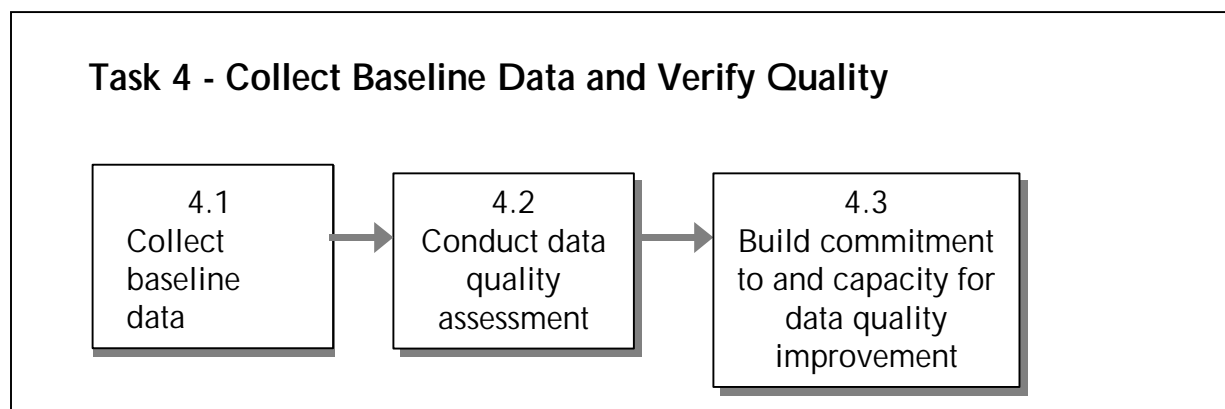 Task 4 - Collect Baseline Data and Verify Quality
4.1
Collect
baseline
data
4.2
Conduct data
quality
assessment
4.3
Build commitment
to and capacity for
data quality
improvement